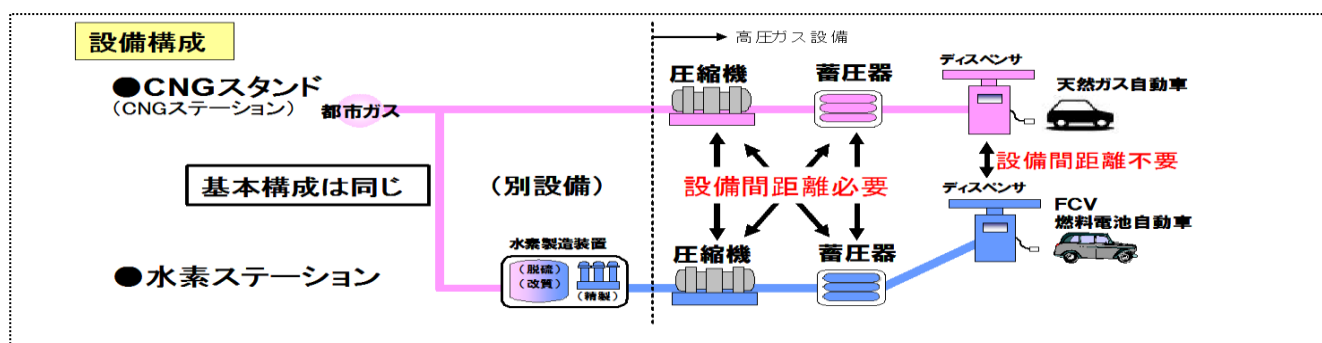 設備構成
高圧ガス設備
●CNGスタンド
(CNGステーション)
都市ガス
圧縮機
蓄圧器
ディスペンサ
天然ガス自動車
基本構成は同じ
(別設備)
設備間距離必要
設備間距離不要
●水素ステーション
水素製造装置
(脱硫)
(改質)
(精製)
圧縮機
蓄圧器
ディスペンサ
FCV
燃料電池自動車